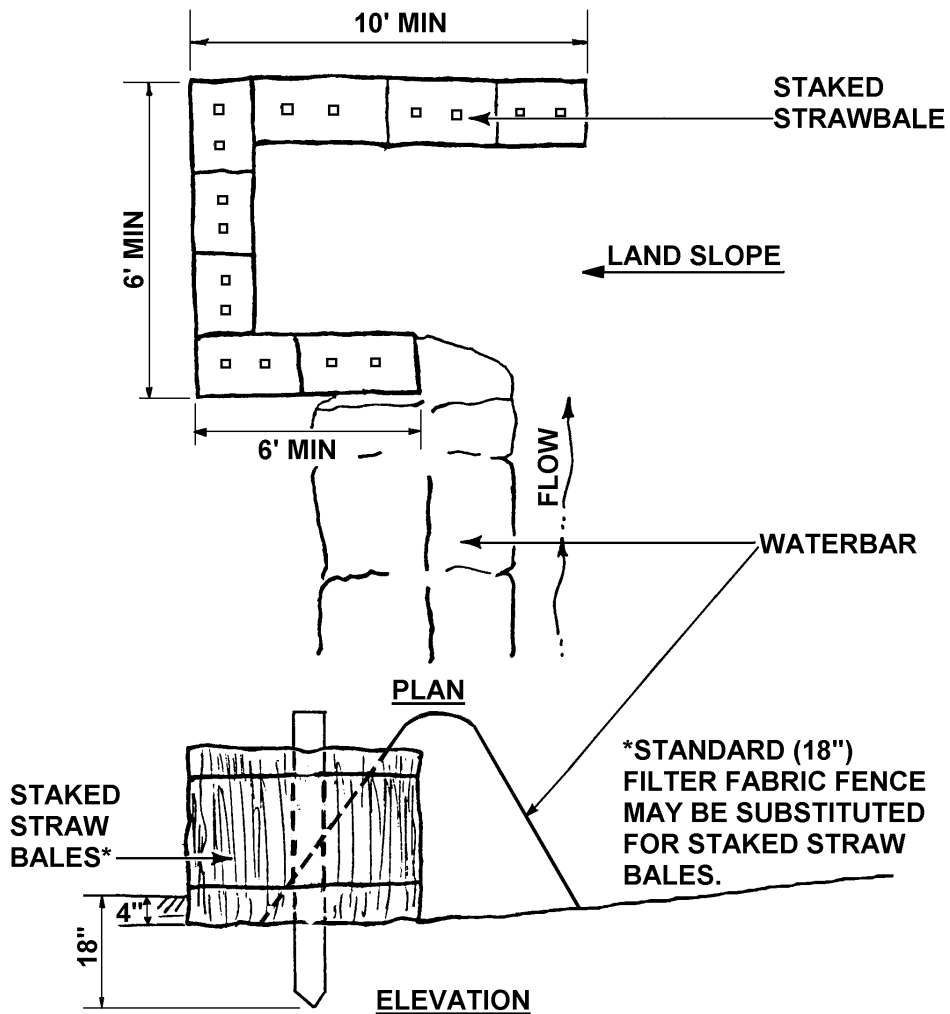 10' MIN
STAKED
STRAWBALE
6' MIN
LAND SLOPE
6' MIN
FLOW
WATERBAR
PLAN
*STANDARD (18")
FILTER FABRIC FENCE
MAY BE SUBSTITUTED
FOR STAKED STRAW
BALES.
STAKED
STRAW
BALES*
4"
18"
ELEVATION